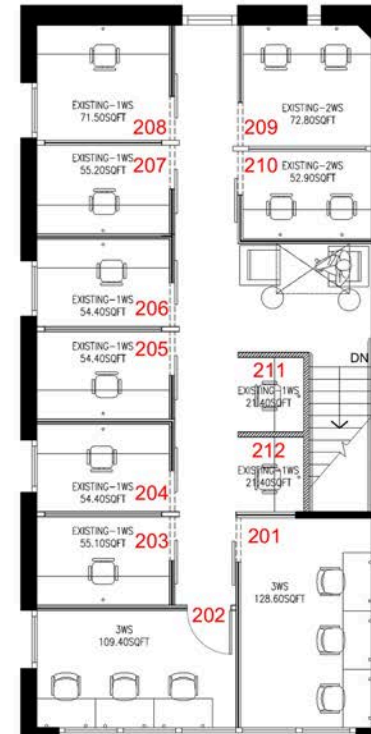 EXISTING-1WS
71.50SQFT
208
EXISTING-2WS
72.80SQFT
209
207
EXISTING-1WS
55.20SQFT
210
EXISTING-2WS
52.90SQFT
EXISTING-1WS
54.40SQFT
206
205
EXISTING-1WS
54.40SQFT
DN
211
EXISTING-1WS
21.40SQFT
212
EXISTING-1WS
21.40SQFT
EXISTING-1WS
54.40SQFT
204
203
EXISTING-1WS
55.10SQFT
201
3WS
128.60SQFT
202
3WS
109.40SQFT